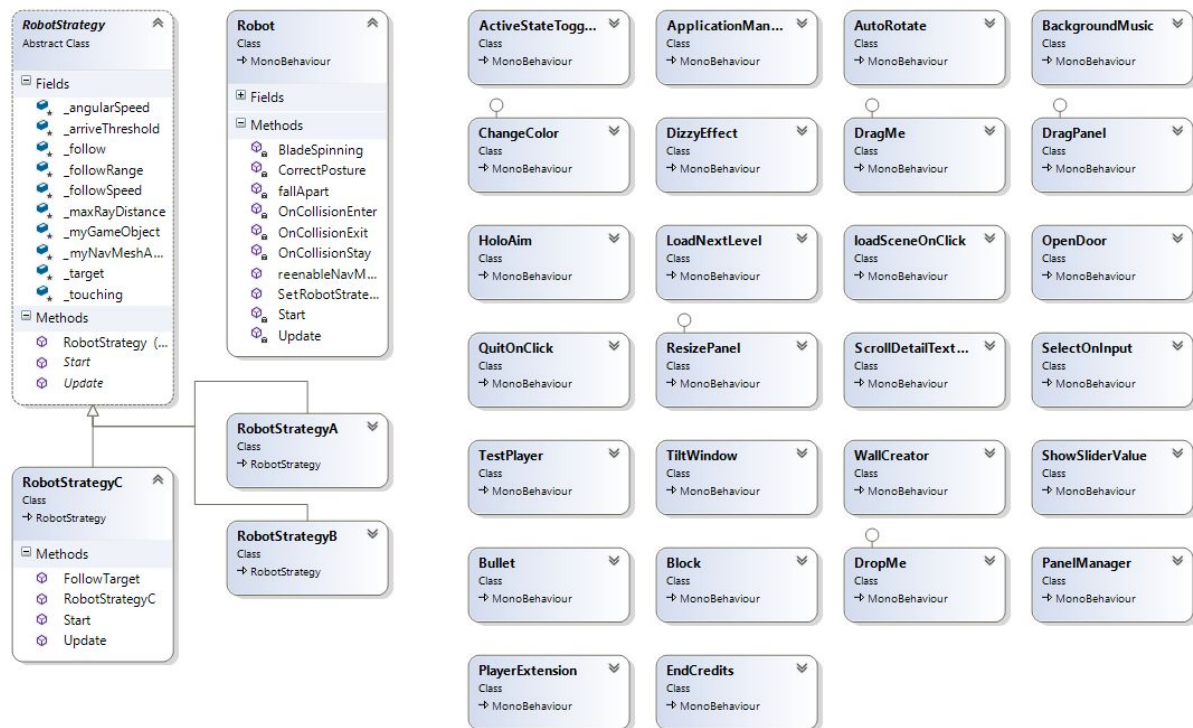 RobotStrategy
Abstract Class
Fields
_angularSpeed
_arriveThreshold
_follow
_followRange
_followSpeed
_maxRayDistance
_myGameObject
_myNavMeshA...
_target
_touching
Methods
RobotStrategy (...
Start
Update
Robot
Class
MonoBehaviour
Fields
Methods
BladeSpinning
CorrectPosture
fallApart
OnCollisionEnter
OnCollisionExit
OnCollisionStay
reenableNavM...
SetRobotStrate...
Start
Update
RobotStrategyA
Class
RobotStrategy
RobotStrategyC
Class
RobotStrategy
Methods
FollowTarget
RobotStrategyC
Start
Update
RobotStrategyB
Class
RobotStrategy
ActiveStateTogg...
Class
MonoBehaviour
ApplicationMan...
Class
MonoBehaviour
AutoRotate
Class
MonoBehaviour
BackgroundMusic
Class
MonoBehaviour
ChangeColor
Class
MonoBehaviour
DizzyEffect
Class
MonoBehaviour
DragMe
Class
MonoBehaviour
DragPanel
Class
MonoBehaviour
HoloAim
Class
MonoBehaviour
LoadNextLevel
Class
MonoBehaviour
loadSceneOnClick
Class
MonoBehaviour
OpenDoor
Class
MonoBehaviour
QuitOnClick
Class
MonoBehaviour
ResizePanel
Class
MonoBehaviour
ScrollDetailText...
Class
MonoBehaviour
SelectOnInput
Class
MonoBehaviour
TestPlayer
Class
MonoBehaviour
TiltWindow
Class
MonoBehaviour
WallCreator
Class
MonoBehaviour
ShowSliderValue
Class
MonoBehaviour
Bullet
Class
MonoBehaviour
Block
Class
MonoBehaviour
DropMe
Class
MonoBehaviour
PanelManager
Class
MonoBehaviour
PlayerExtension
Class
MonoBehaviour
EndCredits
Class
MonoBehaviour